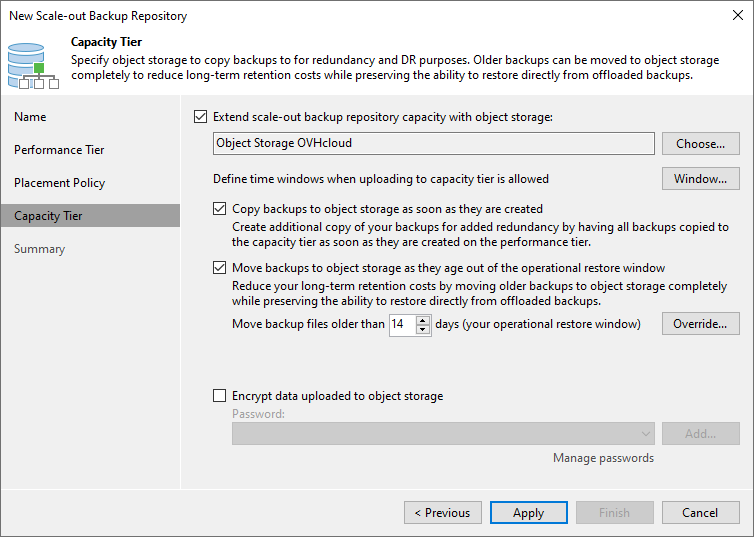 New Scale-out Backup Repository
Capacity Tier
Specify object storage to copy backups to for redundancy and DR purposes. Older backups can be moved to object storage
completely to reduce long-term retention costs while preserving the ability to restore directly from offloaded backups.
Name
Performance Tier
Placement Policy
Capacity Tier
Summary
Extend scale-out backup repository capacity with object storage:
Object Storage OVHcloud
Choose...
Define time windows when uploading to capacity tier is allowed
Window...
Copy backups to object storage as soon as they are created
Create additional copy of your backups for added redundancy by having all backups copied
to the capacity tier as soon as they are created on the performance tier.
Move backups to object storage as they age out of the operational restore window
Reduce your long-term retention costs by moving older backups to object storage completely
while preserving the ability to restore directly from offloaded backups.
Move backup files older than 14 days (your operational restore window)
Override...
Encrypt data uploaded to object storage
Password:
Add...
Manage passwords
< Previous
Apply
Finish
Cancel